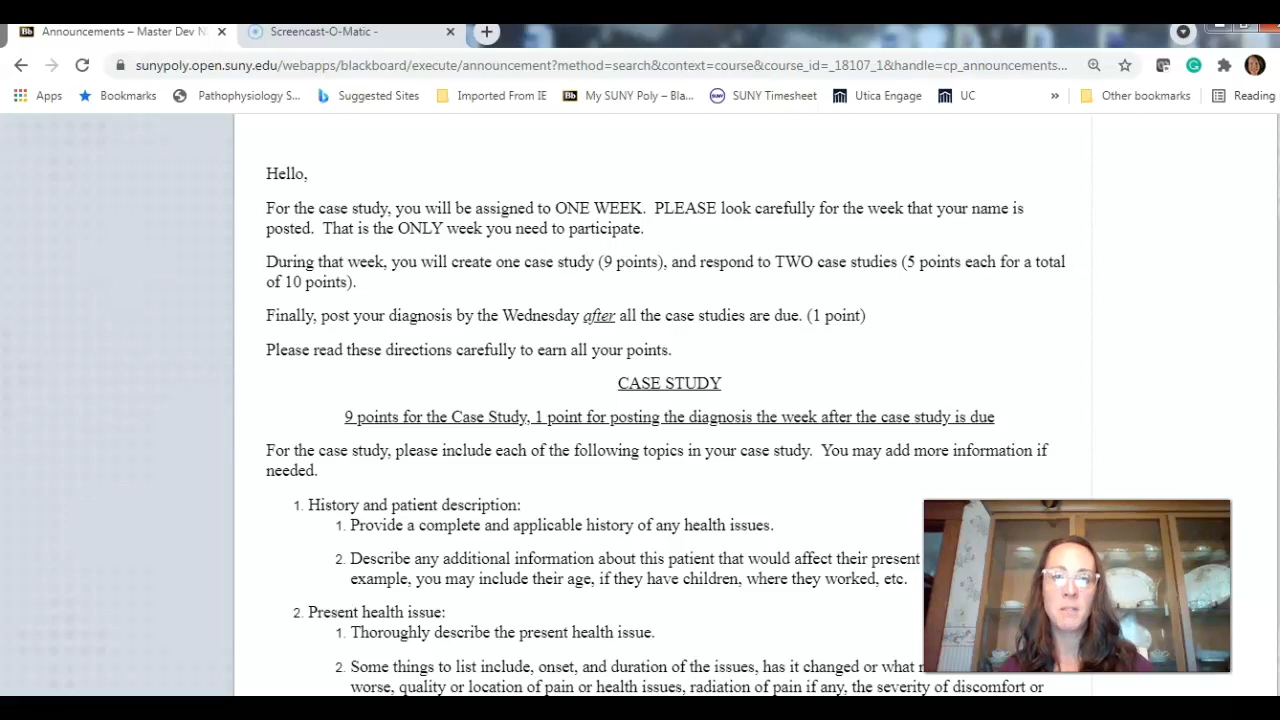 Announcements – Master Dev N
Screencast-O-Matic -
sunypoly.open.suny.edu/webapps/blackboard/execute/announcement?method=search&context=course&course_id=_18107_1&handle=cp_announcements...
Apps Bookmarks Pathophysiology S... Suggested Sites Imported From IE My SUNY Poly – Bla... SUNY Timesheet Utica Engage UC » Other bookmarks Reading
Hello,
For the case study, you will be assigned to ONE WEEK.  PLEASE look carefully for the week that your name is
posted.  That is the ONLY week you need to participate.
During that week, you will create one case study (9 points), and respond to TWO case studies (5 points each for a total
of 10 points).
Finally, post your diagnosis by the Wednesday after all the case studies are due. (1 point)
Please read these directions carefully to earn all your points.
CASE STUDY
9 points for the Case Study, 1 point for posting the diagnosis the week after the case study is due
For the case study, please include each of the following topics in your case study.  You may add more information if
needed.
1. History and patient description:
1. Provide a complete and applicable history of any health issues.
2. Describe any additional information about this patient that would affect their present
example, you may include their age, if they have children, where they worked, etc.
2. Present health issue:
1. Thoroughly describe the present health issue.
2. Some things to list include, onset, and duration of the issues, has it changed or what
worse, quality or location of pain or health issues, radiation of pain if any, the severity of discomfort or